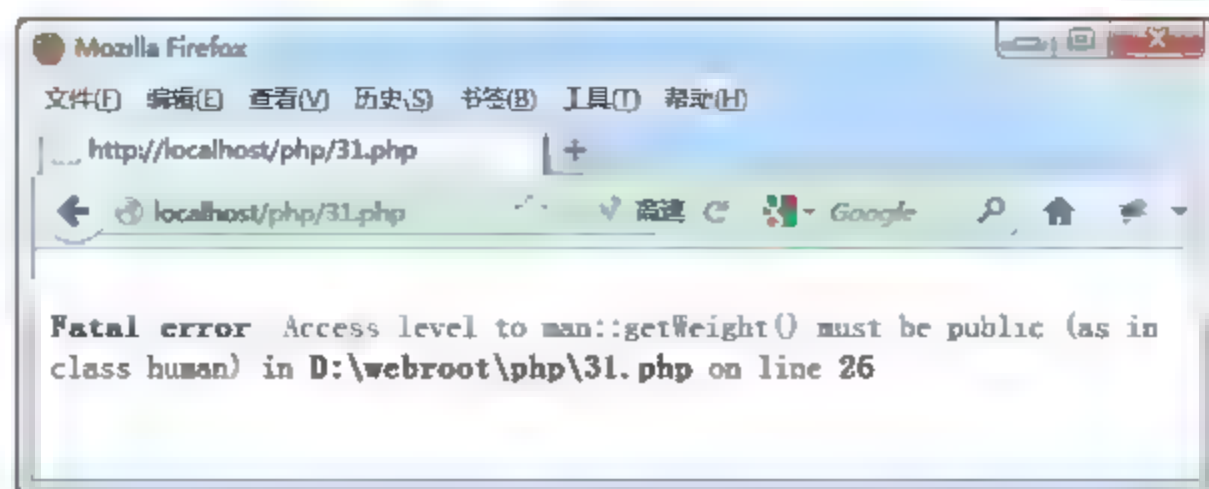 Mozilla Firefox
文件(F) 编辑(E) 查看(V) 历史(S) 书签(B) 工具(T) 帮助(H)
http://localhost/php/31.php +
localhost/php/31.php 高速 Google
Fatal error Access level to man::getWeight() must be public (as in
class human) in D:\webroot\php\31.php on line 26